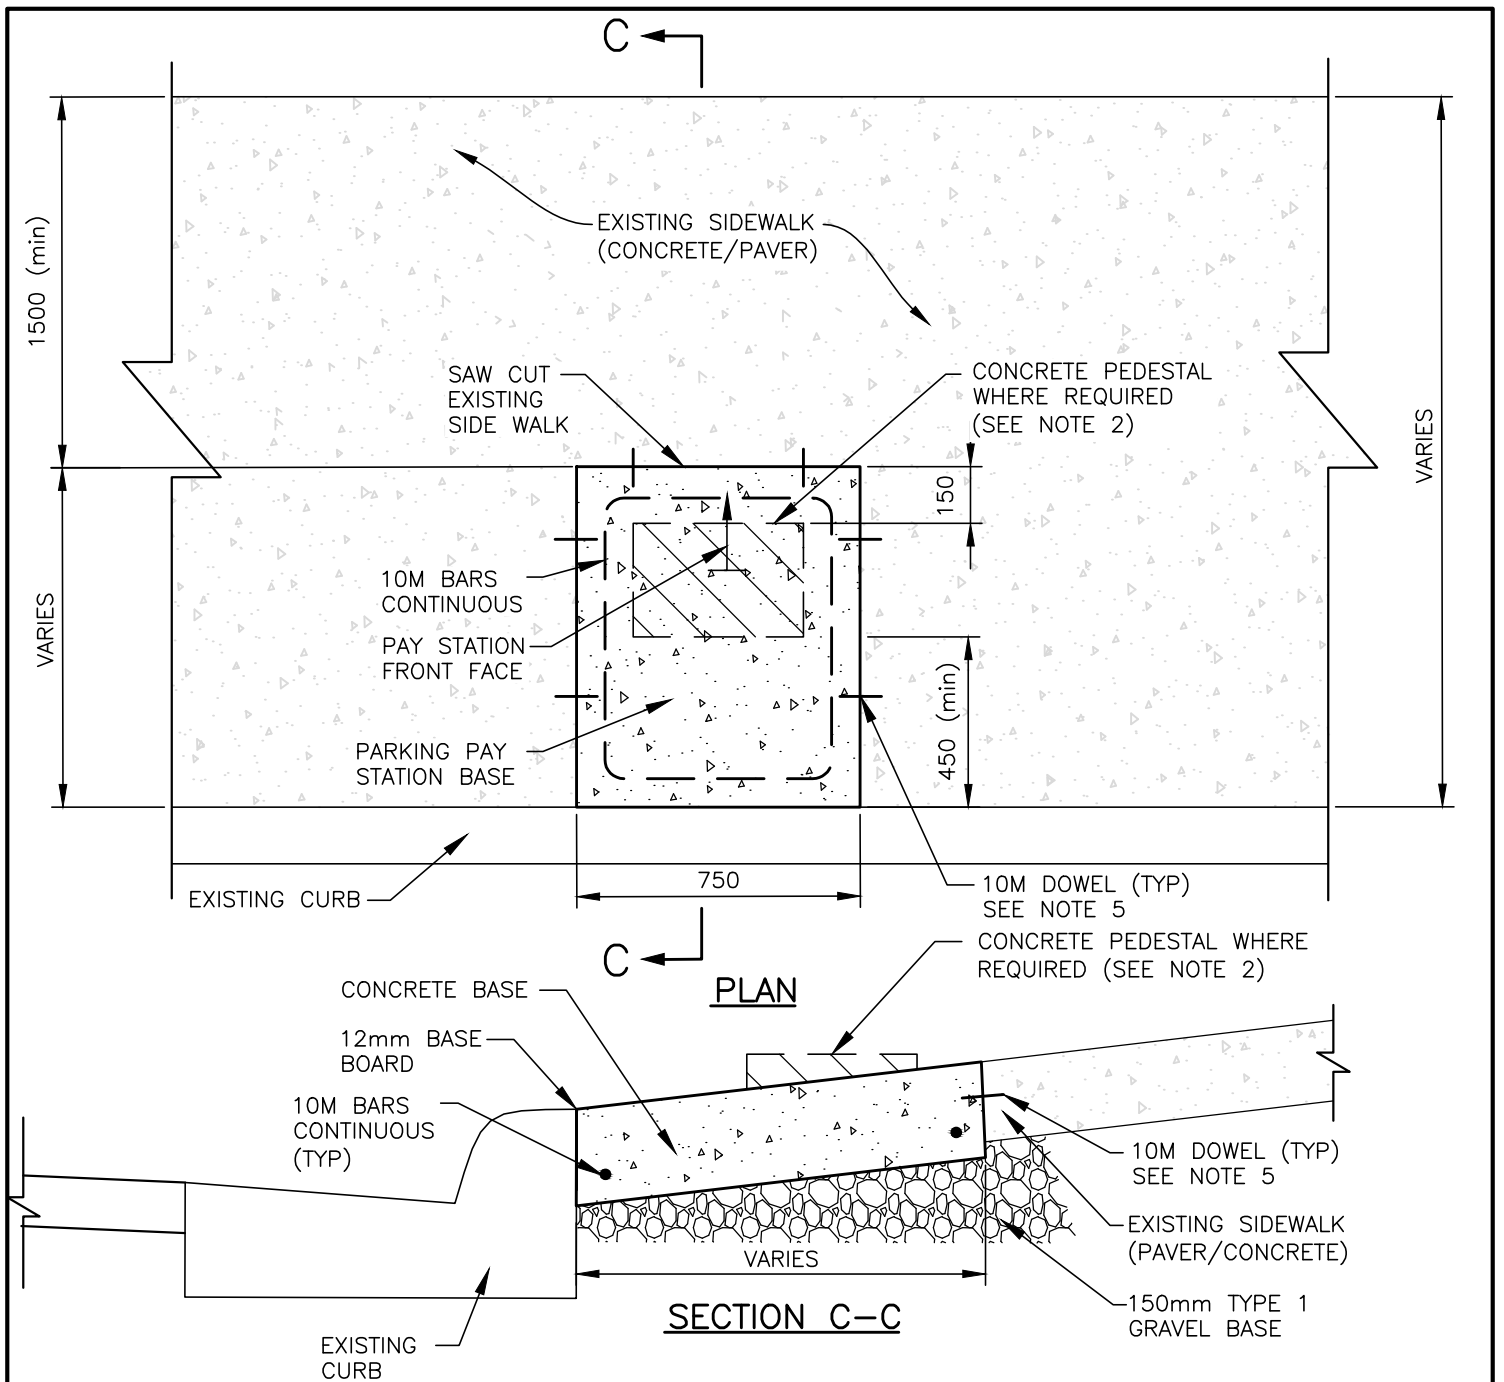 C
EXISTING SIDEWALK
(CONCRETE/PAVER)
1500 (min)
SAW CUT
EXISTING
SIDE WALK
CONCRETE PEDESTAL
WHERE REQUIRED
(SEE NOTE 2)
VARIES
150
10M BARS
CONTINUOUS
VARIES
PAY STATION
FRONT FACE
450 (min)
PARKING PAY
STATION BASE
750
10M DOWEL (TYP)
SEE NOTE 5
EXISTING CURB
C
PLAN
CONCRETE PEDESTAL WHERE
REQUIRED (SEE NOTE 2)
CONCRETE BASE
12mm BASE
BOARD
10M BARS
CONTINUOUS
(TYP)
10M DOWEL (TYP)
SEE NOTE 5
EXISTING SIDEWALK
(PAVER/CONCRETE)
VARIES
150mm TYPE 1
GRAVEL BASE
SECTION C-C
EXISTING
CURB